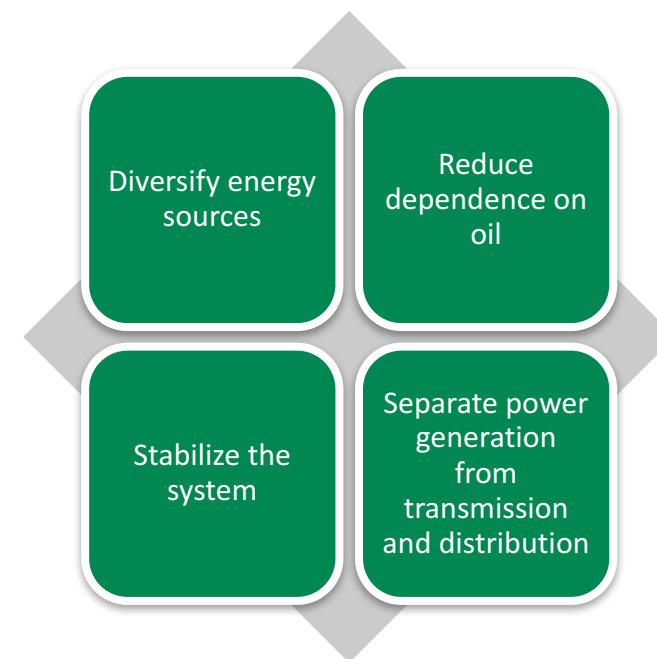 Diversify energy
sources
Reduce
dependence on
oil
Stabilize the
system
Separate power
generation
from
transmission
and distribution